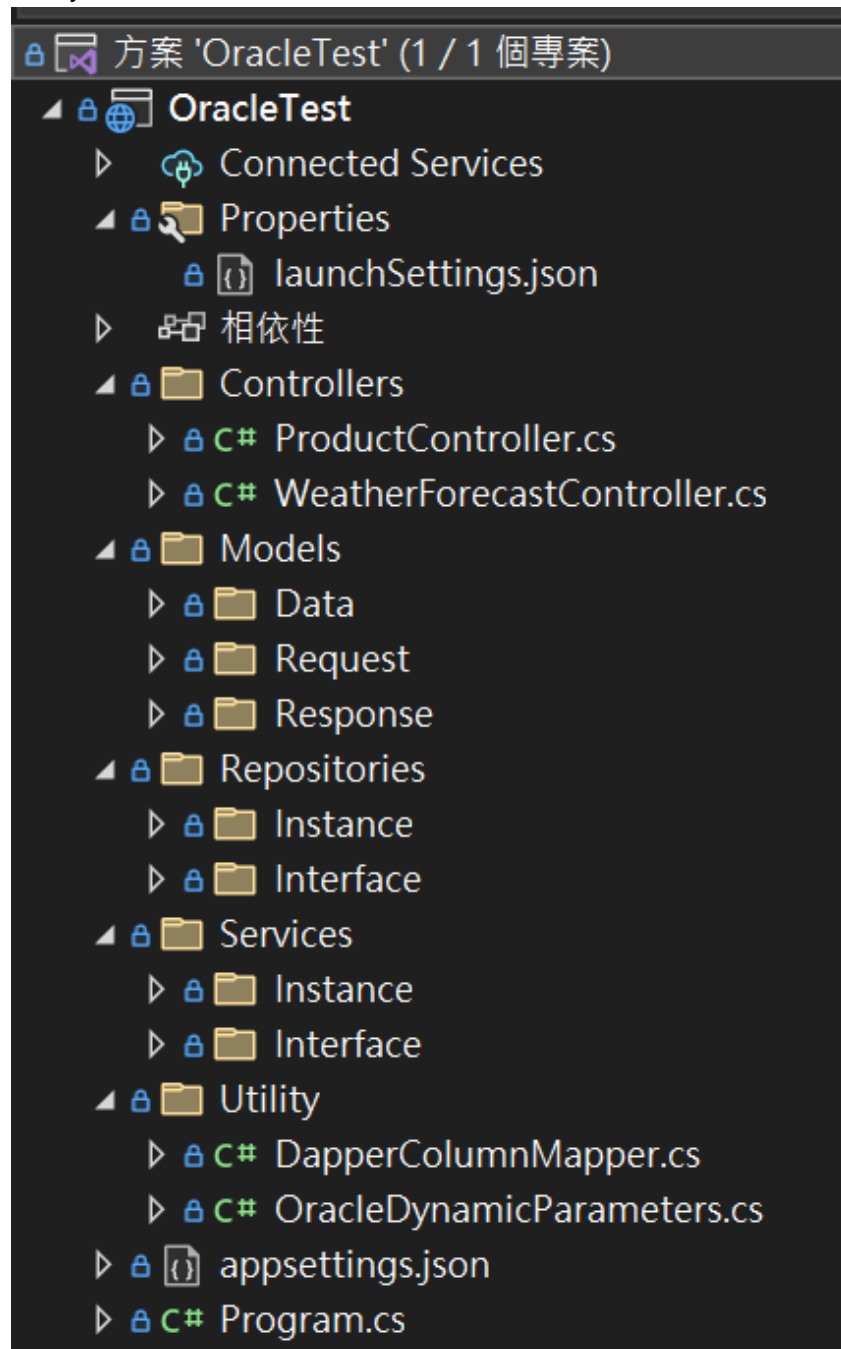 方案 'OracleTest' (1 / 1 個專案)
OracleTest
Connected Services
Properties
launchSettings.json
相依性
Controllers
C# ProductController.cs
C# WeatherForecastController.cs
Models
Data
Request
Response
Repositories
Instance
Interface
Services
Instance
Interface
Utility
C# DapperColumnMapper.cs
C# OracleDynamicParameters.cs
appsettings.json
C# Program.cs